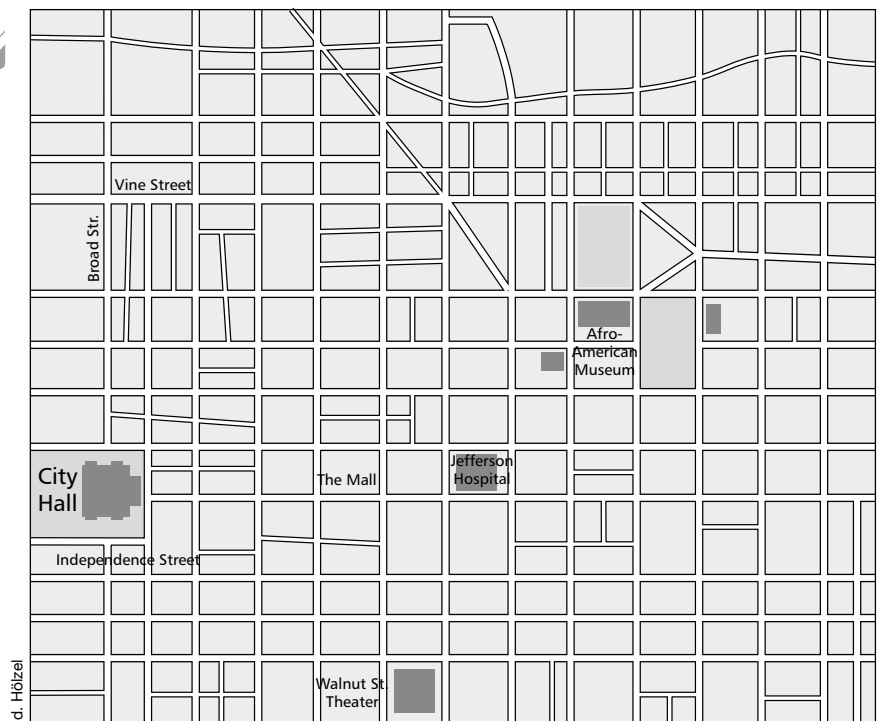 Vine Street
Broad Str.
Afro-
American
Museum
City
Hall
The Mall
Jefferson
Hospital
Independence Street
Walnut St.
Theater
d. Hölzel